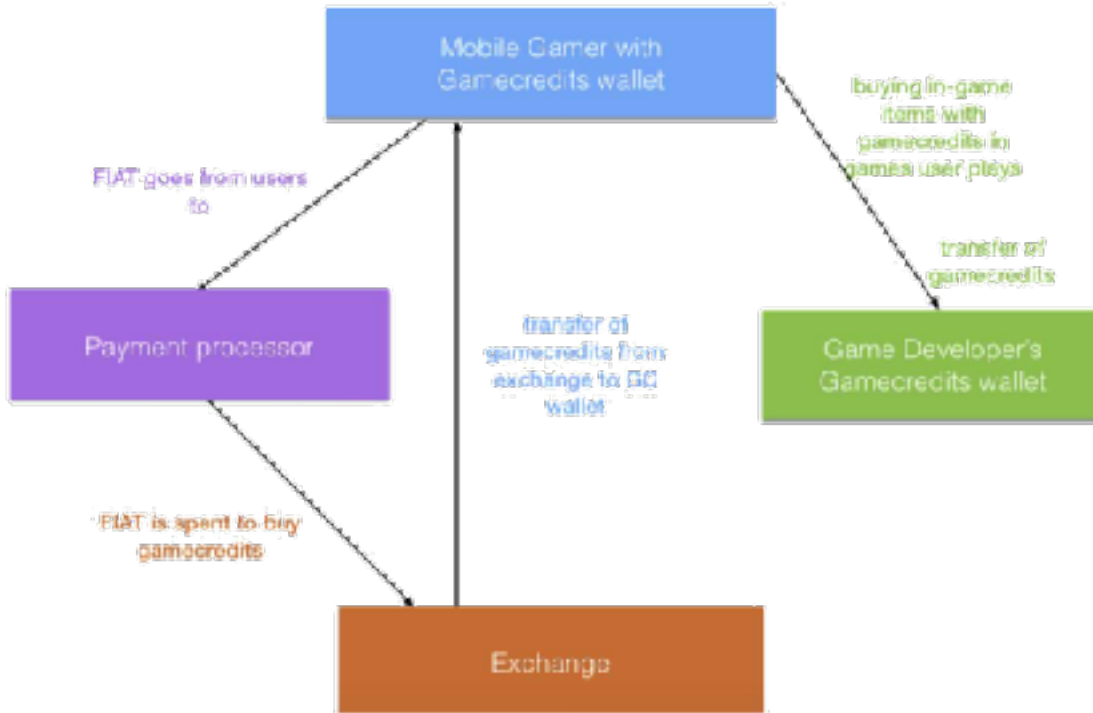 Mobile Gamer with
Gamecredits wallet
buying in-game
items with
gamecredits in
games user plays
FIAT goes from users
to
transfer of
gamecredits
Payment processor
transfer of
gamecredits from
exchange to GC
wallet
Game Developer's
Gamecredits wallet
FIAT is spent to buy
gamecredits
Exchange